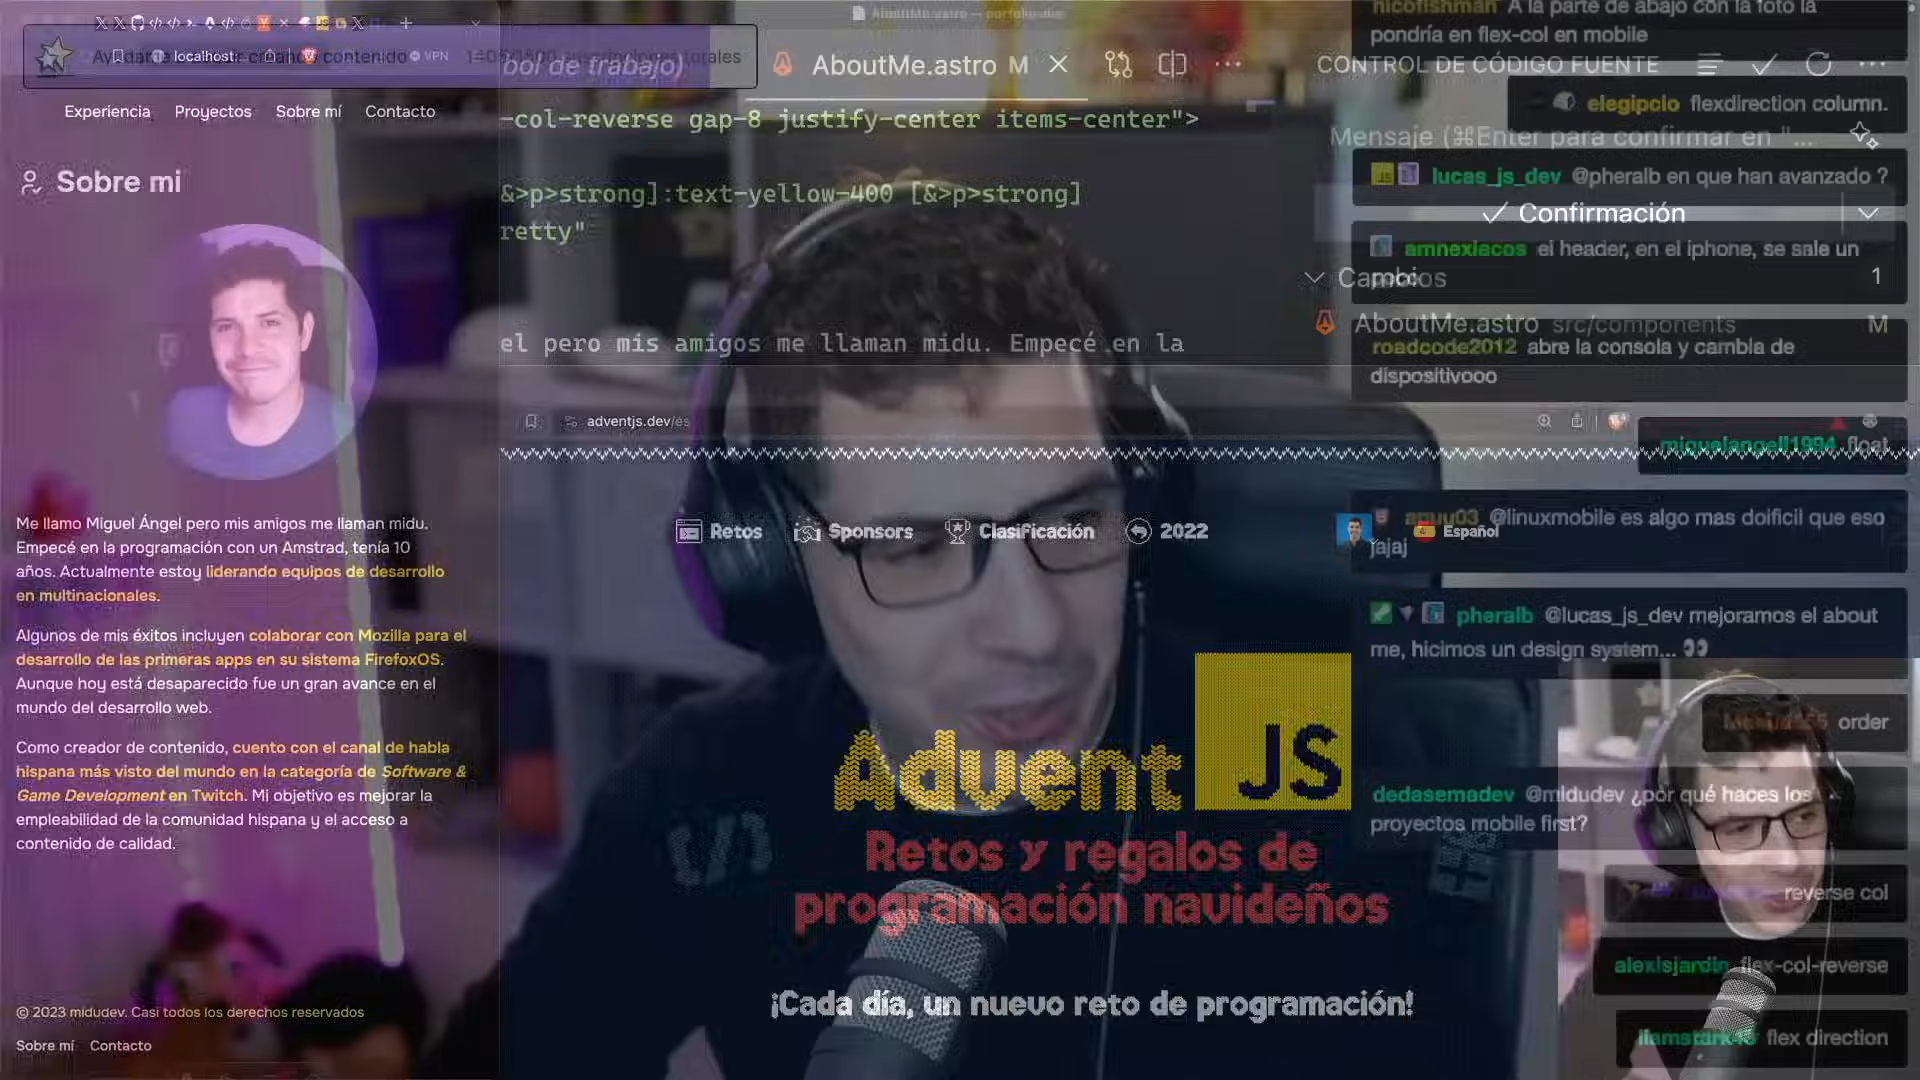 localhost:
VPN
Experiencia Proyectos Sobre mí Contacto
Sobre mi
Me llamo Miguel Ángel pero mis amigos me llaman midu.
Empecé en la programación con un Amstrad, tenía 10
años. Actualmente estoy liderando equipos de desarrollo
en multinacionales.
Algunos de mis éxitos incluyen colaborar con Mozilla para el
desarrollo de las primeras apps en su sistema FirefoxOS.
Aunque hoy está desaparecido fue un gran avance en el
mundo del desarrollo web.
Como creador de contenido, cuento con el canal de habla
hispana más visto del mundo en la categoría de Software &
Game Development en Twitch. Mi objetivo es mejorar la
empleabilidad de la comunidad hispana y el acceso a
contenido de calidad.
© 2023 midudev. Casi todos los derechos reservados
Sobre mí Contacto
bol de trabajo)
AboutMe.astro M
-col-reverse gap-8 justify-center items-center">
&>p>strong]:text-yellow-400 [&>p>strong]
retty"
el pero mis amigos me llaman midu. Empecé en la
adventjs.dev/es
Retos Sponsors Clasificación 2022 Español
Advent JS
Retos y regalos de
programación navideños
¡Cada día, un nuevo reto de programación!
CONTROL DE CÓDIGO FUENTE
Mensaje (⌘Enter para confirmar en "...
Confirmación
Cambios 1
AboutMe.astro src/components M
nicofishman A la parte de abajo con la foto la
pondría en flex-col en mobile
elegipcio flexdirection column.
lucas_js_dev @pheralb en que han avanzado ?
amnexiacos el header, en el iphone, se sale un
poco
roadcode2012 abre la consola y cambia de
dispositivooo
miguelangell1994 float
@linuxmobile es algo mas doificil que eso
jajaj
pheralb @lucas_js_dev mejoramos el about
me, hicimos un design system... 👀
order
dedasemadev @midudev ¿por qué haces los
proyectos mobile first?
reverse col
alexisjardin flex-col-reverse
flex direction